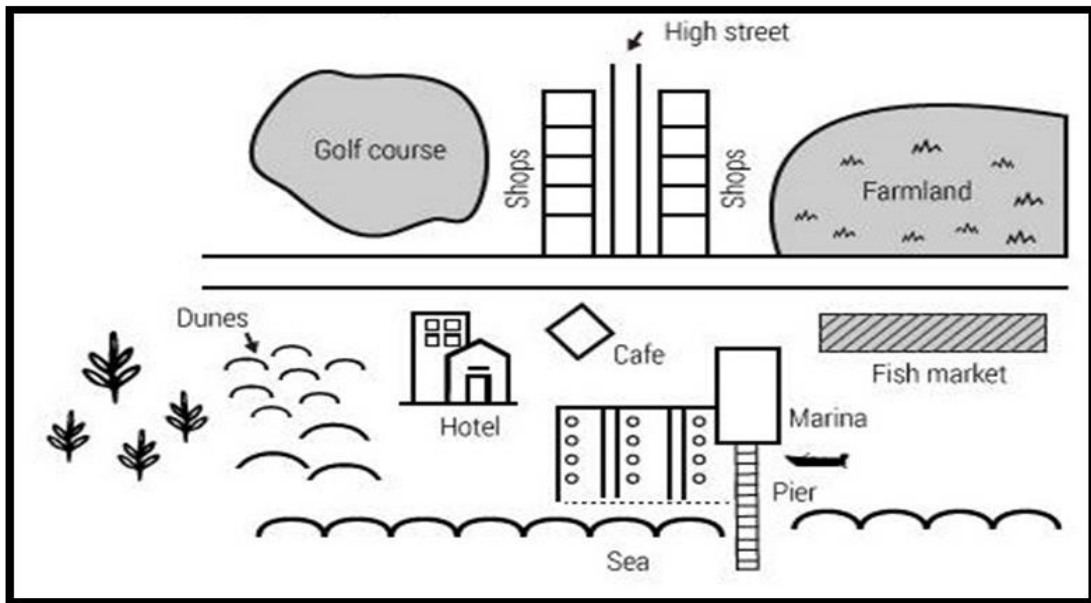 High street
Golf course
Shops
Shops
Farmland
Dunes
Cafe
Hotel
Fish market
Marina
Pier
Sea